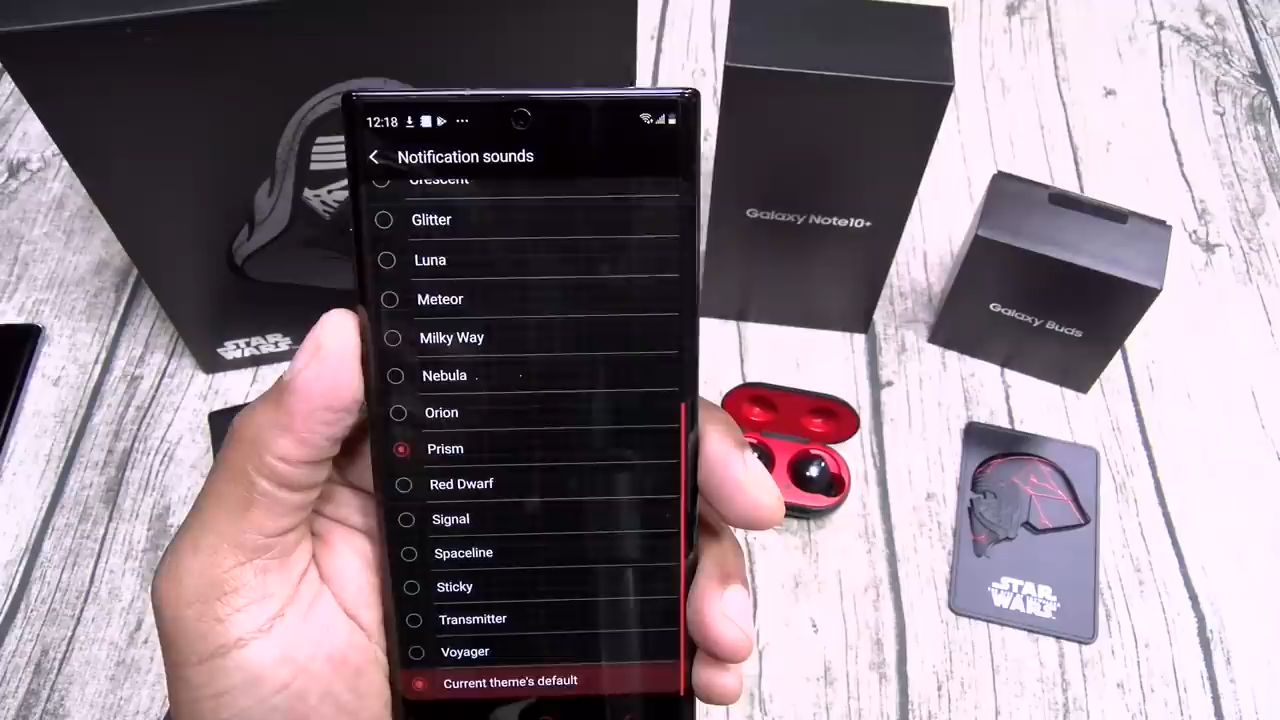 12:18
Notification sounds
Crescent
Glitter
Luna
Meteor
Milky Way
Nebula
Orion
Prism
Red Dwarf
Signal
Spaceline
Sticky
Transmitter
Voyager
Current theme's default
STAR
WARS
Galaxy Note10+
Galaxy Buds
STAR
WARS